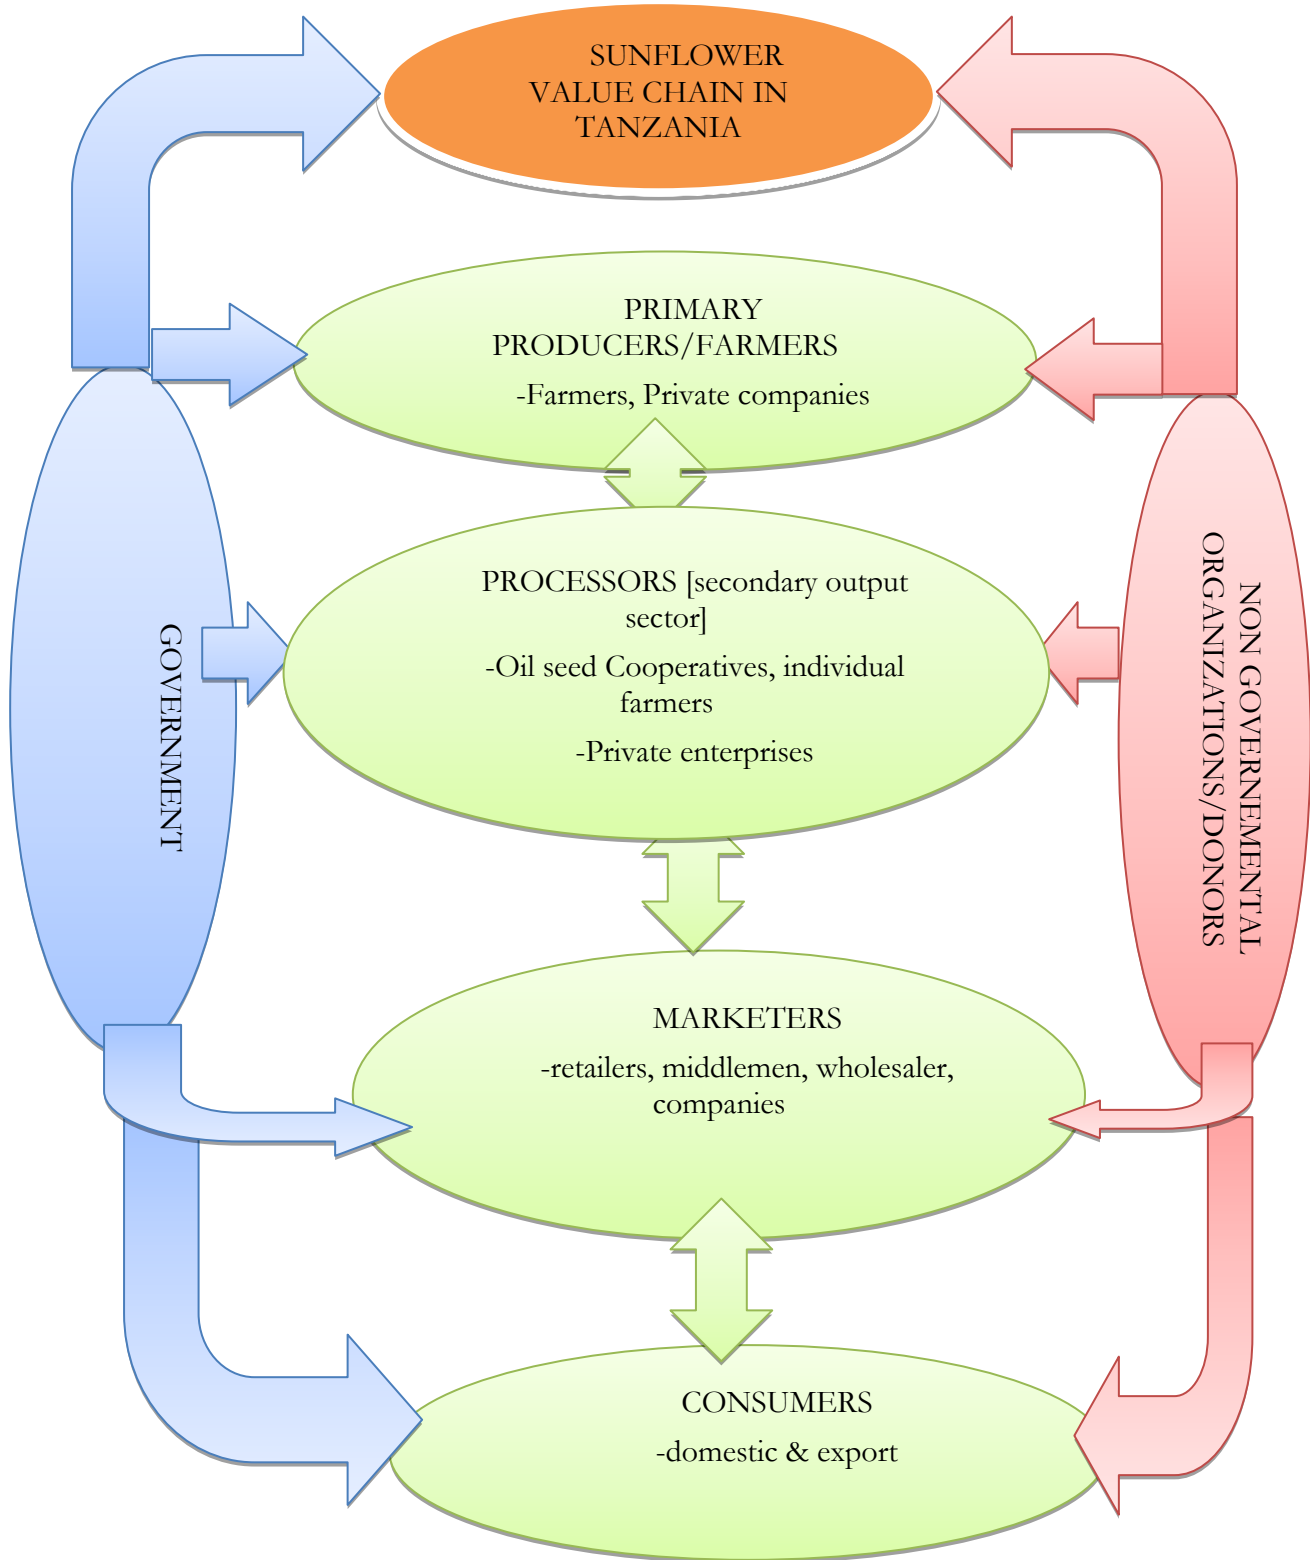 SUNFLOWER
VALUE CHAIN IN
TANZANIA
PRIMARY
PRODUCERS/FARMERS
-Farmers, Private companies
PROCESSORS [secondary output
sector]
-Oil seed Cooperatives, individual
farmers
-Private enterprises
GOVERNMENT
NON GOVERNEMENTAL
ORGANIZATIONS/DONORS
MARKETERS
-retailers, middlemen, wholesaler,
companies
CONSUMERS
-domestic & export